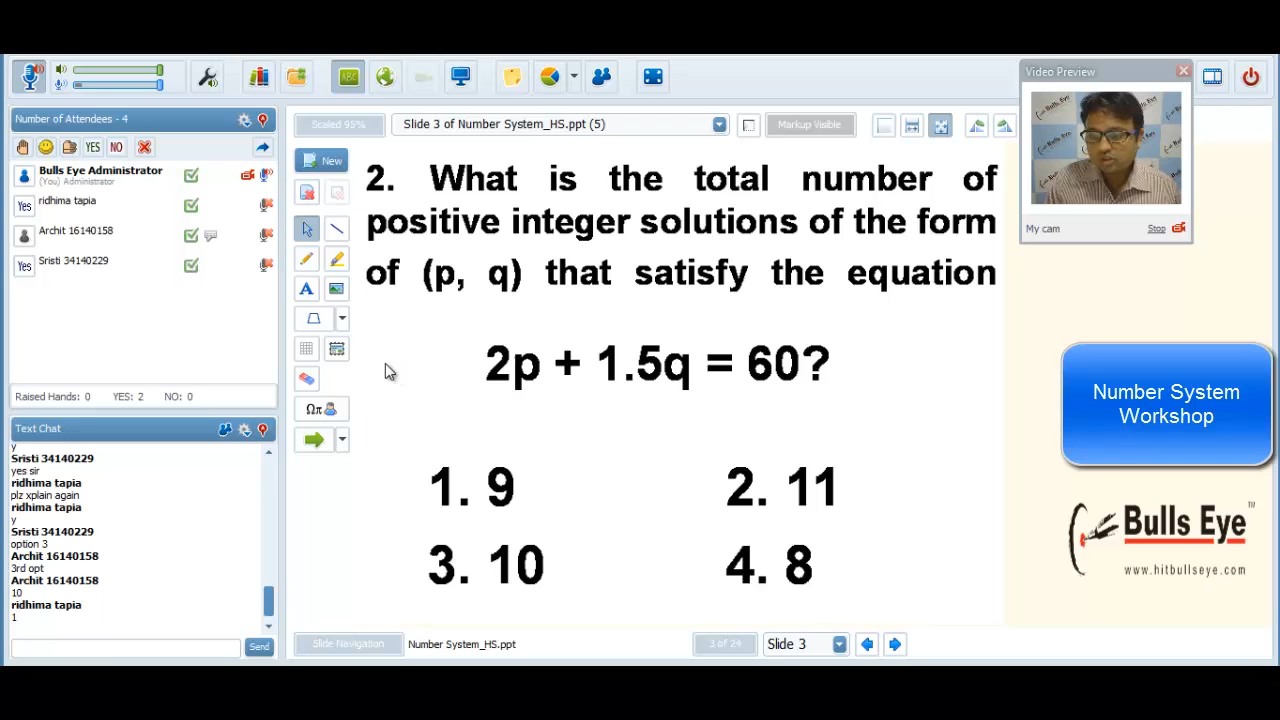 Number of Attendees - 4
YES NO
Bulls Eye Administrator
(You) Administrator
Yes
ridhima tapia
Archit 16140158
Yes
Sristi 34140229
Raised Hands: 0 YES: 2 NO: 0
Text Chat
y
Sristi 34140229
yes sir
ridhima tapia
plz xplain again
ridhima tapia
y
Sristi 34140229
option 3
Archit 16140158
3rd opt
Archit 16140158
10
ridhima tapia
1
Send
ABC
Scaled 95%
Slide 3 of Number System_HS.ppt (5)
Markup Visible
New
A
Ωπ
2. What is the total number of
positive integer solutions of the form
of (p, q) that satisfy the equation
2p + 1.5q = 60?
1. 9 2. 11
3. 10 4. 8
Slide Navigation
Number System_HS.ppt
3 of 24
Slide 3
Video Preview
My cam
Stop
Number System
Workshop
Bulls Eye
TM
www.hitbullseye.com